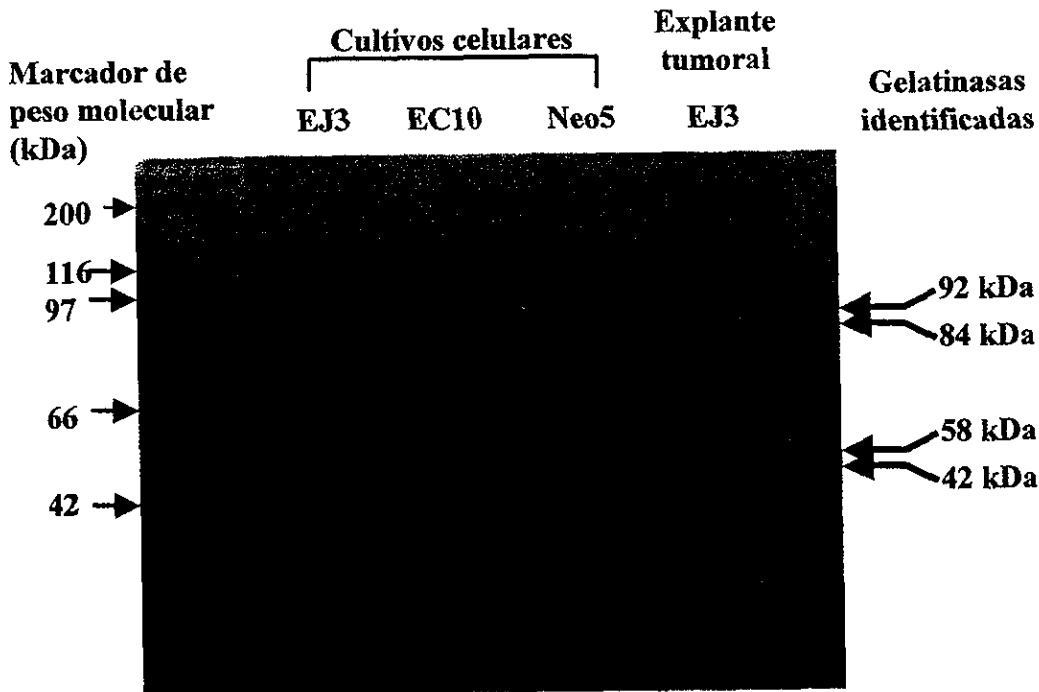 Cultivos celulares
Explante
tumoral
Marcador de
peso molecular
(kDa)
EJ3
EC10
Neo5
EJ3
Gelatinasas
identificadas
200
116
97
66
42
92 kDa
84 kDa
58 kDa
42 kDa